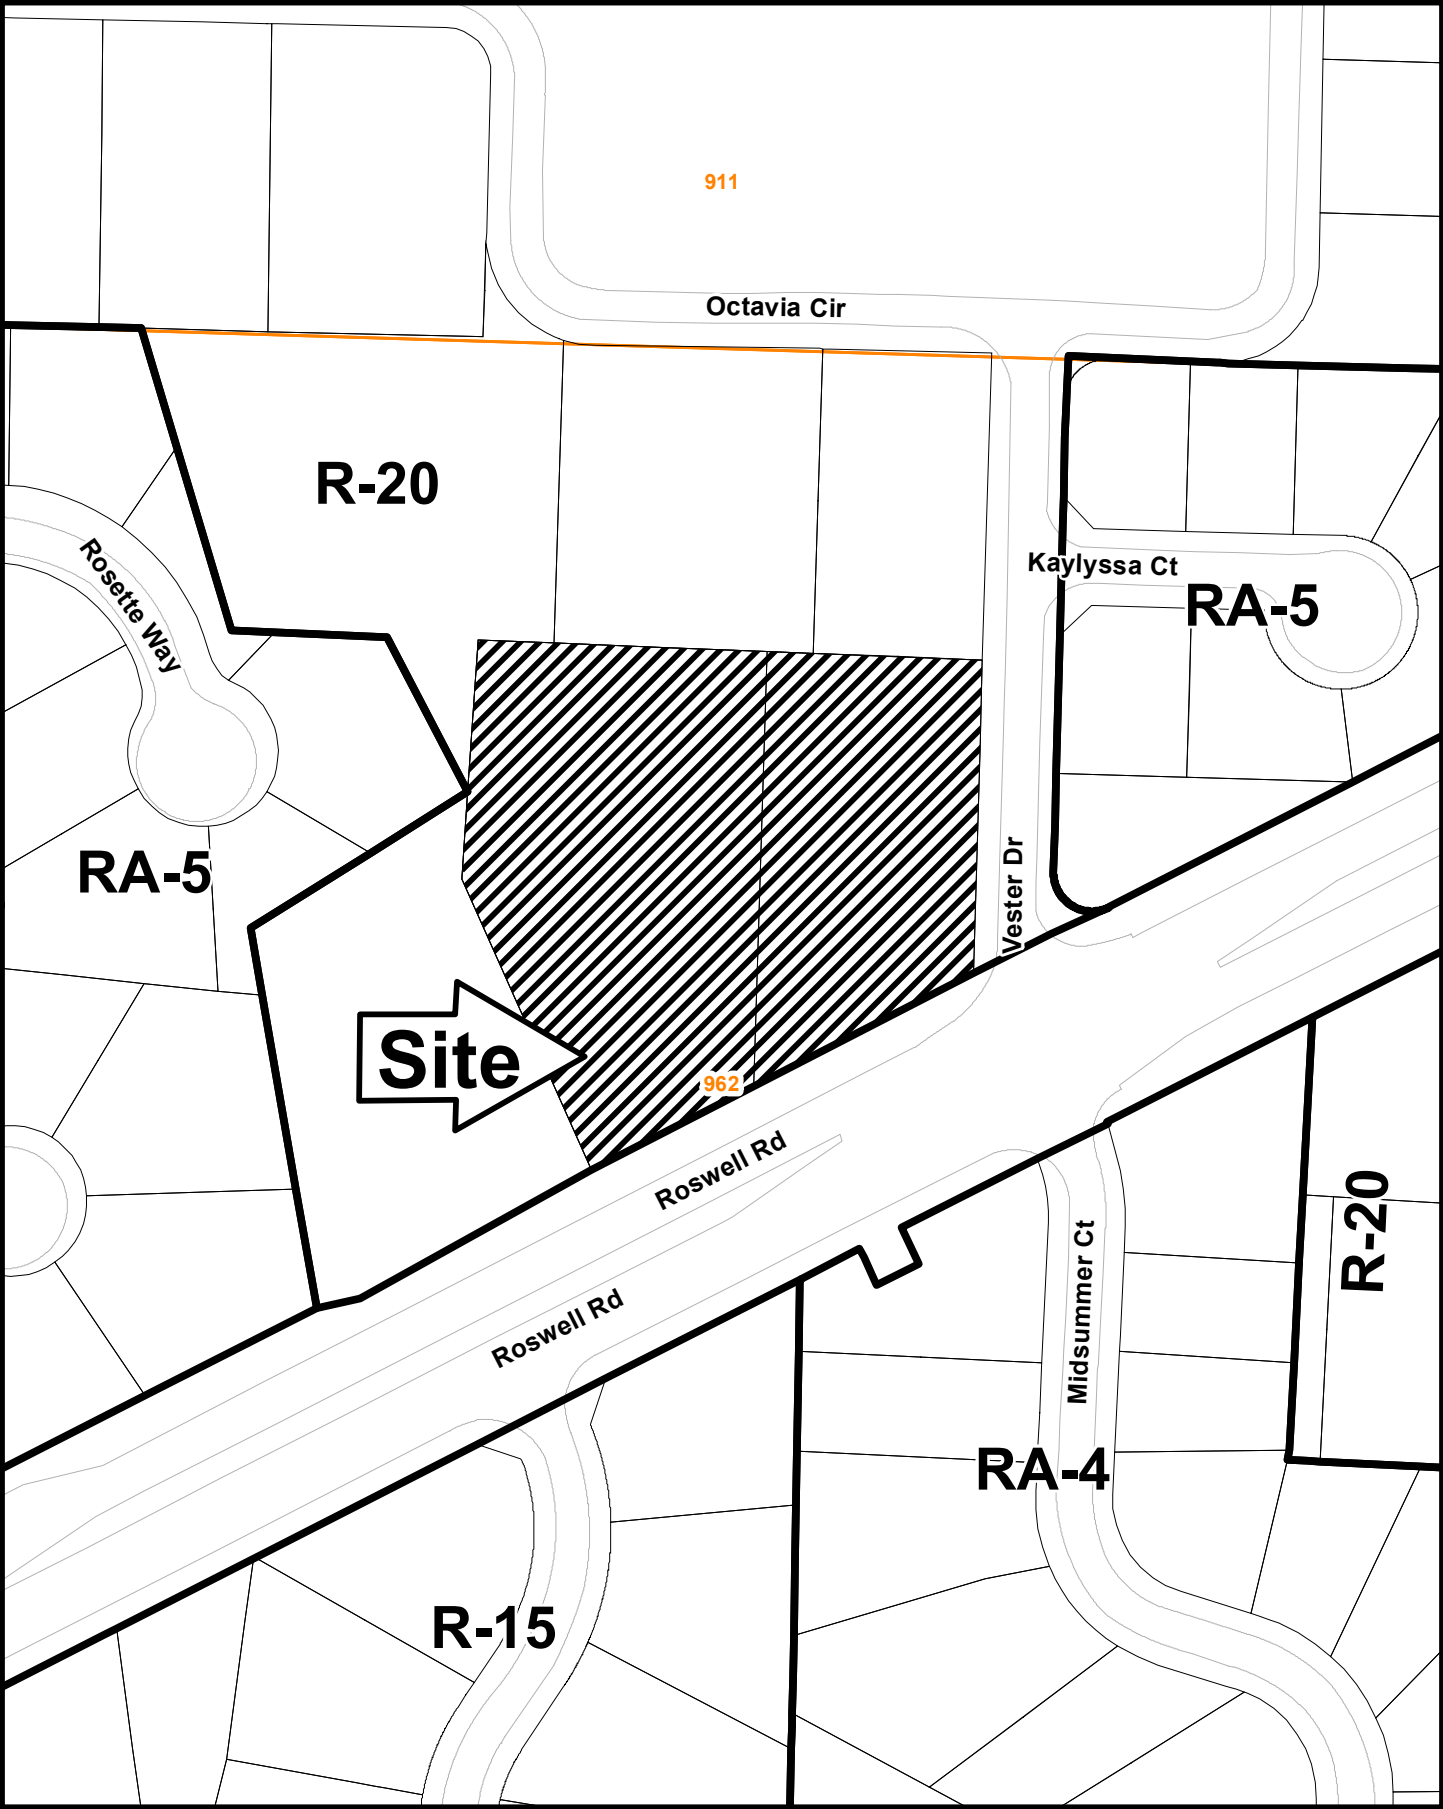 911
Octavia Cir
R-20
Rosette Way
Kaylyssa Ct
RA-5
RA-5
Vester Dr
Site
962
Roswell Rd
Roswell Rd
Midsummer Ct
R-20
RA-4
R-15